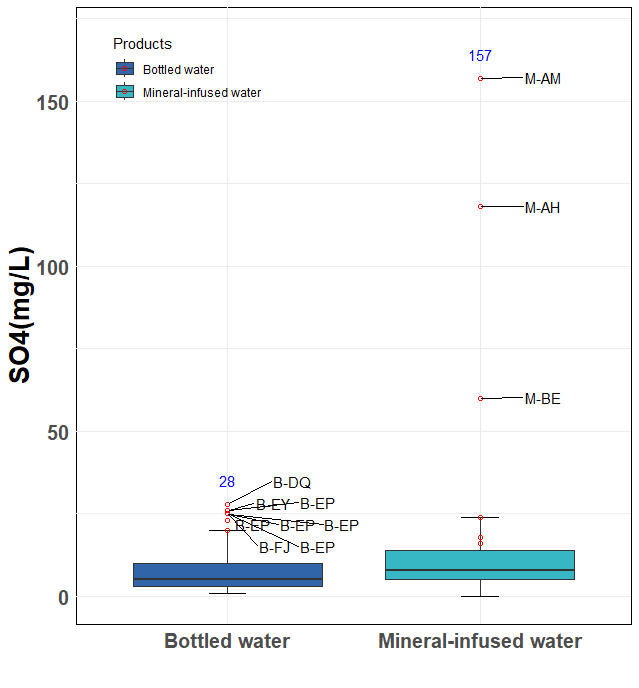 Products
Bottled water
Mineral-infused water
157
M-AM
150
M-AH
SO4(mg/L)
100
M-BE
50
28
B-DQ
B-EY B-EP
B-EP B-EP B-EP
B-FJ B-EP
0
Bottled water Mineral-infused water